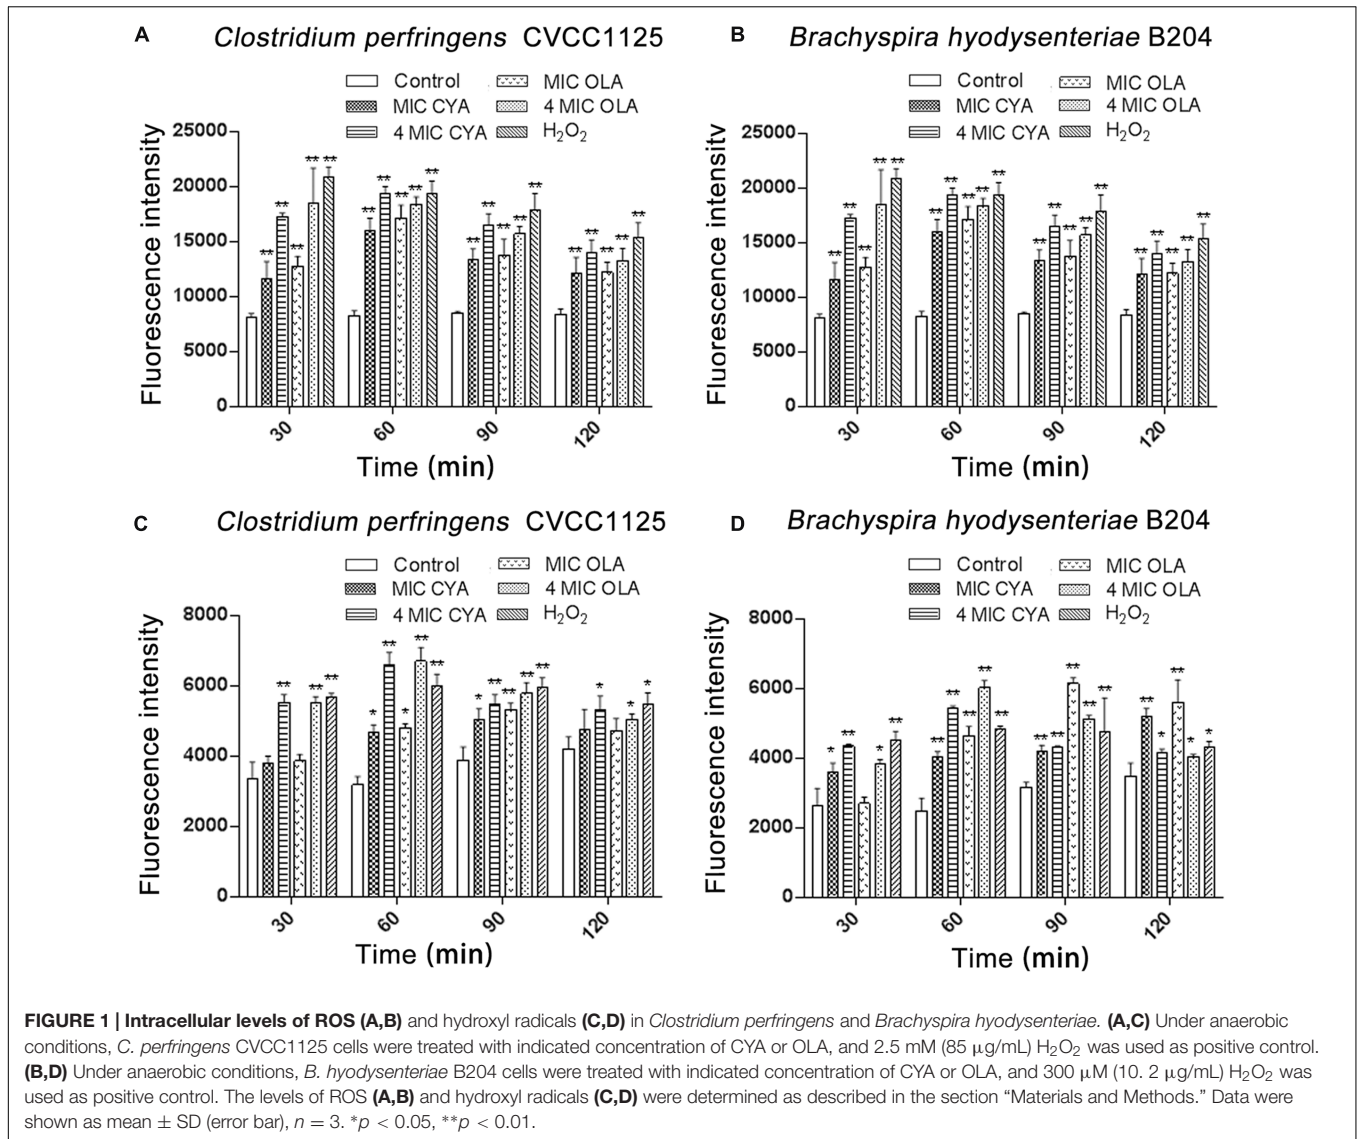 A Clostridium perfringens CVCC1125
Control
MIC OLA
MIC CYA
4 MIC OLA
4 MIC CYA
H₂O₂
Fluorescence intensity
25000
20000
15000
10000
5000
0
** ** ** ** **
** ** ** ** **
** ** ** ** **
** ** ** ** **
30 60 90 120
Time (min)
B Brachyspira hyodysenteriae B204
Control
MIC OLA
MIC CYA
4 MIC OLA
4 MIC CYA
H₂O₂
Fluorescence intensity
25000
20000
15000
10000
5000
0
** ** ** ** **
** ** ** ** **
** ** ** ** **
** ** ** ** **
30 60 90 120
Time (min)
C Clostridium perfringens CVCC1125
Control
MIC OLA
MIC CYA
4 MIC OLA
4 MIC CYA
H₂O₂
Fluorescence intensity
8000
6000
4000
2000
0
** ** **
* ** * ** **
* ** ** ** **
* * *
30 60 90 120
Time (min)
D Brachyspira hyodysenteriae B204
Control
MIC OLA
MIC CYA
4 MIC OLA
4 MIC CYA
H₂O₂
Fluorescence intensity
8000
6000
4000
2000
0
* ** * **
** ** ** ** **
** ** ** ** **
** * ** * *
30 60 90 120
Time (min)
FIGURE 1 | Intracellular levels of ROS (A,B) and hydroxyl radicals (C,D) in Clostridium perfringens and Brachyspira hyodysenteriae. (A,C) Under anaerobic
conditions, C. perfringens CVCC1125 cells were treated with indicated concentration of CYA or OLA, and 2.5 mM (85 μg/mL) H₂O₂ was used as positive control.
(B,D) Under anaerobic conditions, B. hyodysenteriae B204 cells were treated with indicated concentration of CYA or OLA, and 300 μM (10. 2 μg/mL) H₂O₂ was
used as positive control. The levels of ROS (A,B) and hydroxyl radicals (C,D) were determined as described in the section “Materials and Methods.” Data were
shown as mean ± SD (error bar), n = 3. *p < 0.05, **p < 0.01.